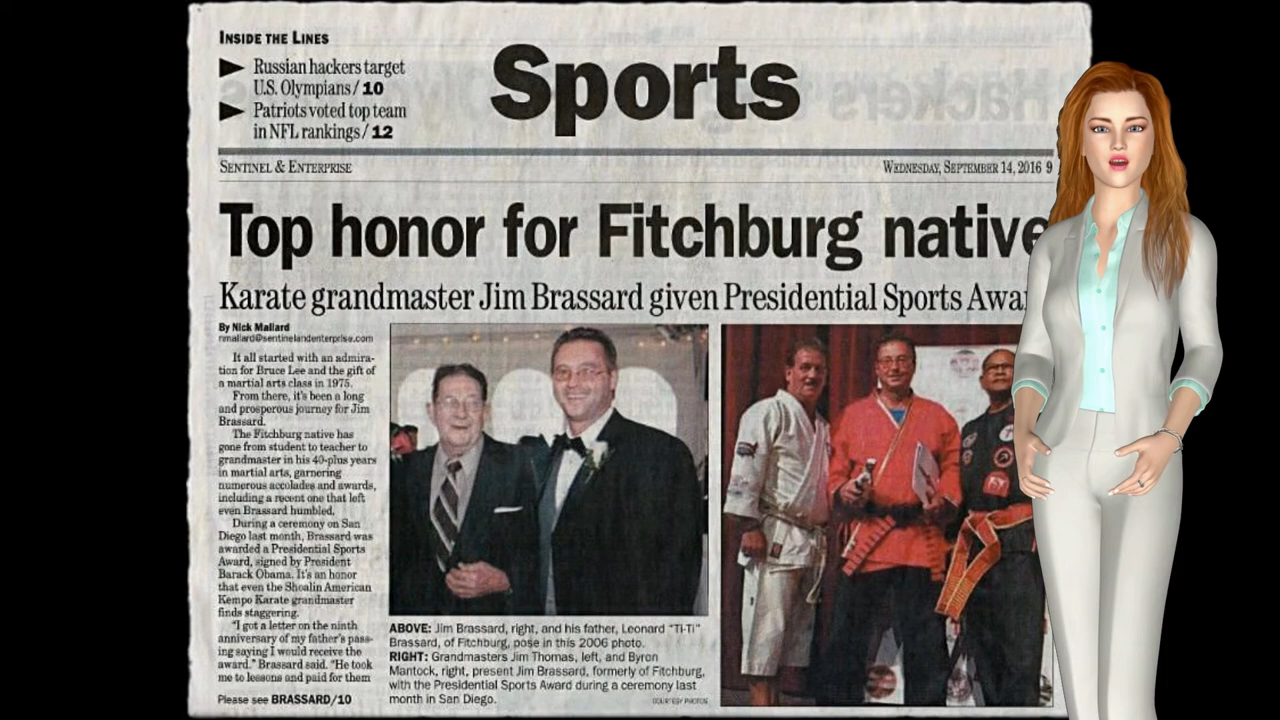 INSIDE THE LINES
Russian hackers target
U.S. Olympians / 10
Patriots voted top team
in NFL rankings / 12
Sports
SENTINEL & ENTERPRISE
WEDNESDAY, SEPTEMBER 14, 2016 9
Top honor for Fitchburg native
Karate grandmaster Jim Brassard given Presidential Sports Awa
By Nick Mallard
nmallard@sentinelandenterprise.com
It all started with an admira-
tion for Bruce Lee and the gift of
a martial arts class in 1975.
From there, it's been a long
and prosperous journey for Jim
Brassard.
The Fitchburg native has
gone from student to teacher to
grandmaster in his 40-plus years
in martial arts, garnering
numerous accolades and awards,
including a recent one that left
even Brassard humbled.
During a ceremony on San
Diego last month, Brassard was
awarded a Presidential Sports
Award, signed by President
Barack Obama. It's an honor
that even the Shoalin American
Kempo Karate grandmaster
finds staggering.
"I got a letter on the ninth
anniversary of my father's pass-
ing saying I would receive the
award." Brassard said. "He took
me to lessons and paid for them
Please see BRASSARD/10
ABOVE: Jim Brassard, right, and his father, Leonard "Ti-Ti"
Brassard, of Fitchburg, pose in this 2006 photo.
RIGHT: Grandmasters Jim Thomas, left, and Byron
Mantock, right, present Jim Brassard, formerly of Fitchburg,
with the Presidential Sports Award during a ceremony last
month in San Diego.
COURTESY PHOTOS